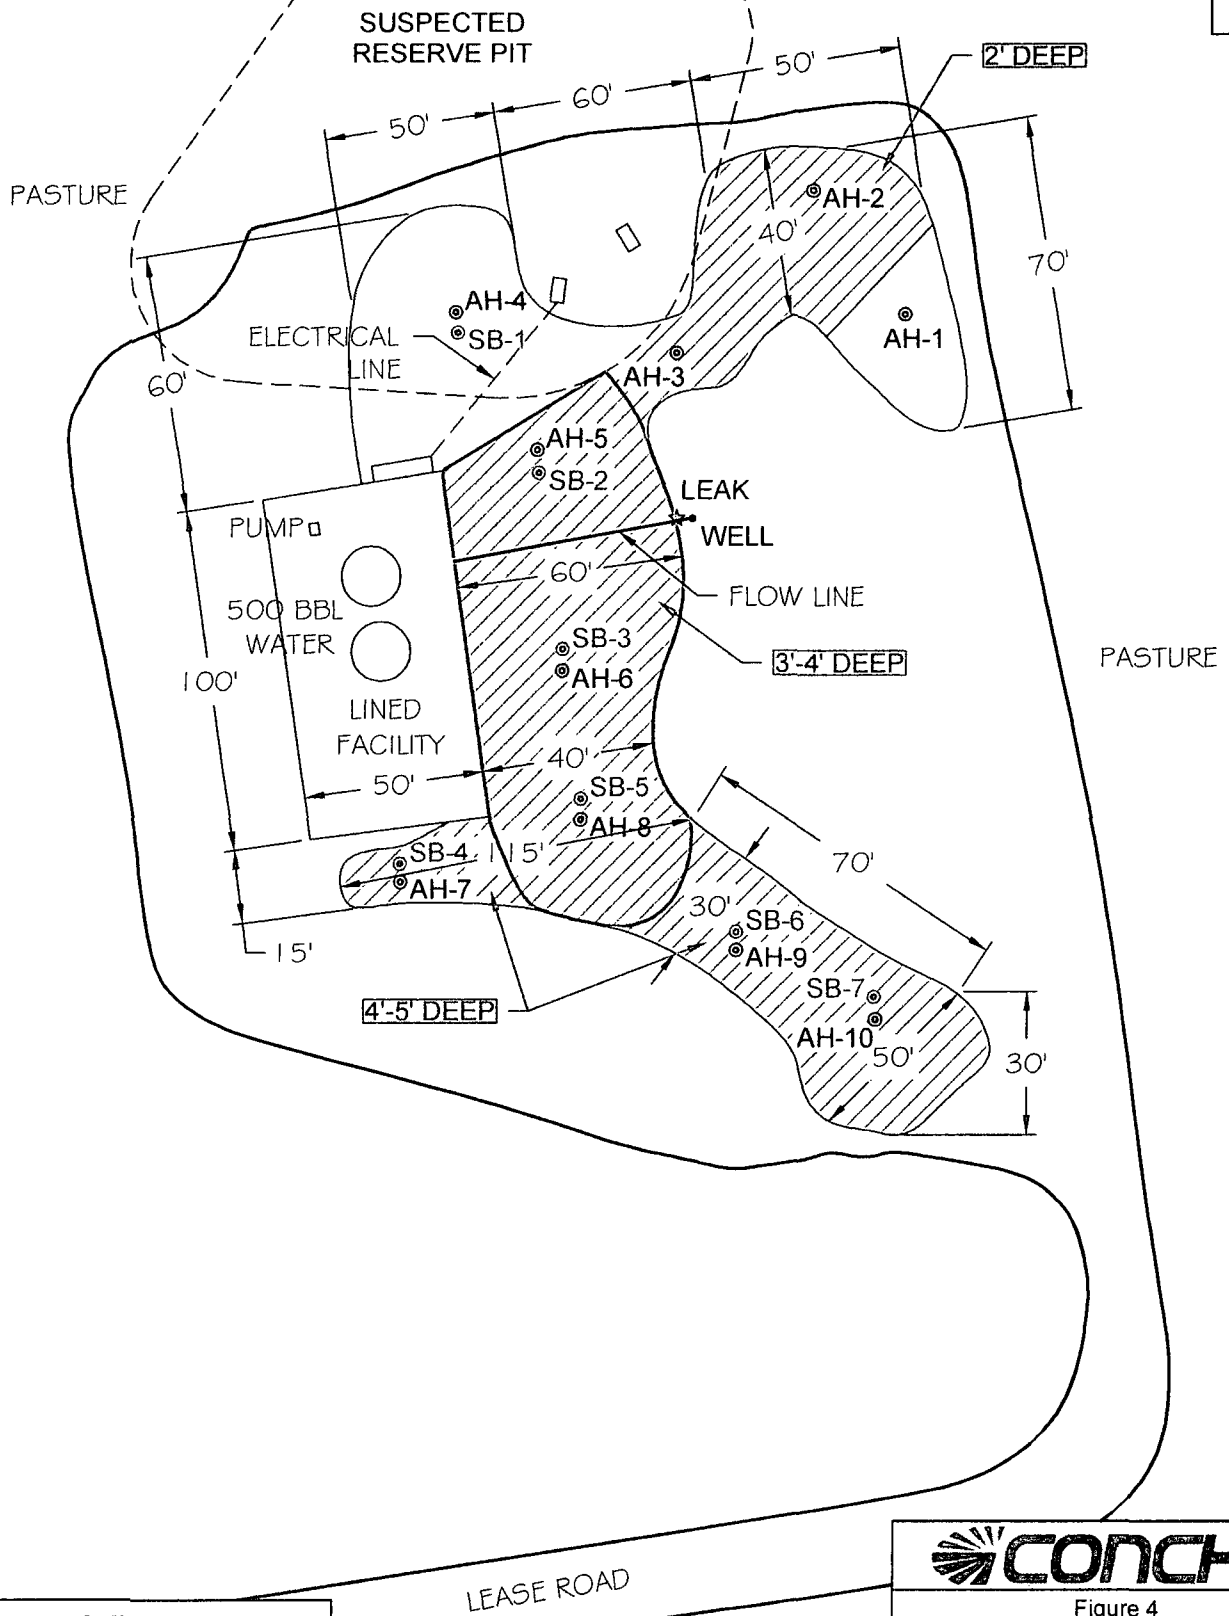 SUSPECTED
RESERVE PIT
2' DEEP
50'
60'
50'
PASTURE
AH-2
40'
70'
AH-4
SB-1
AH-1
ELECTRICAL
LINE
AH-3
60'
AH-5
SB-2
LEAK
WELL
PUMP
60'
FLOW LINE
500 BBL
WATER
SB-3
AH-6
3'-4' DEEP
PASTURE
100'
LINED
FACILITY
40'
50'
SB-5
AH-8
SB-4
115'
AH-7
70'
30'
SB-6
AH-9
15'
SB-7
4'-5' DEEP
AH-10
50'
30'
LEASE ROAD
CONCH
Figure 4